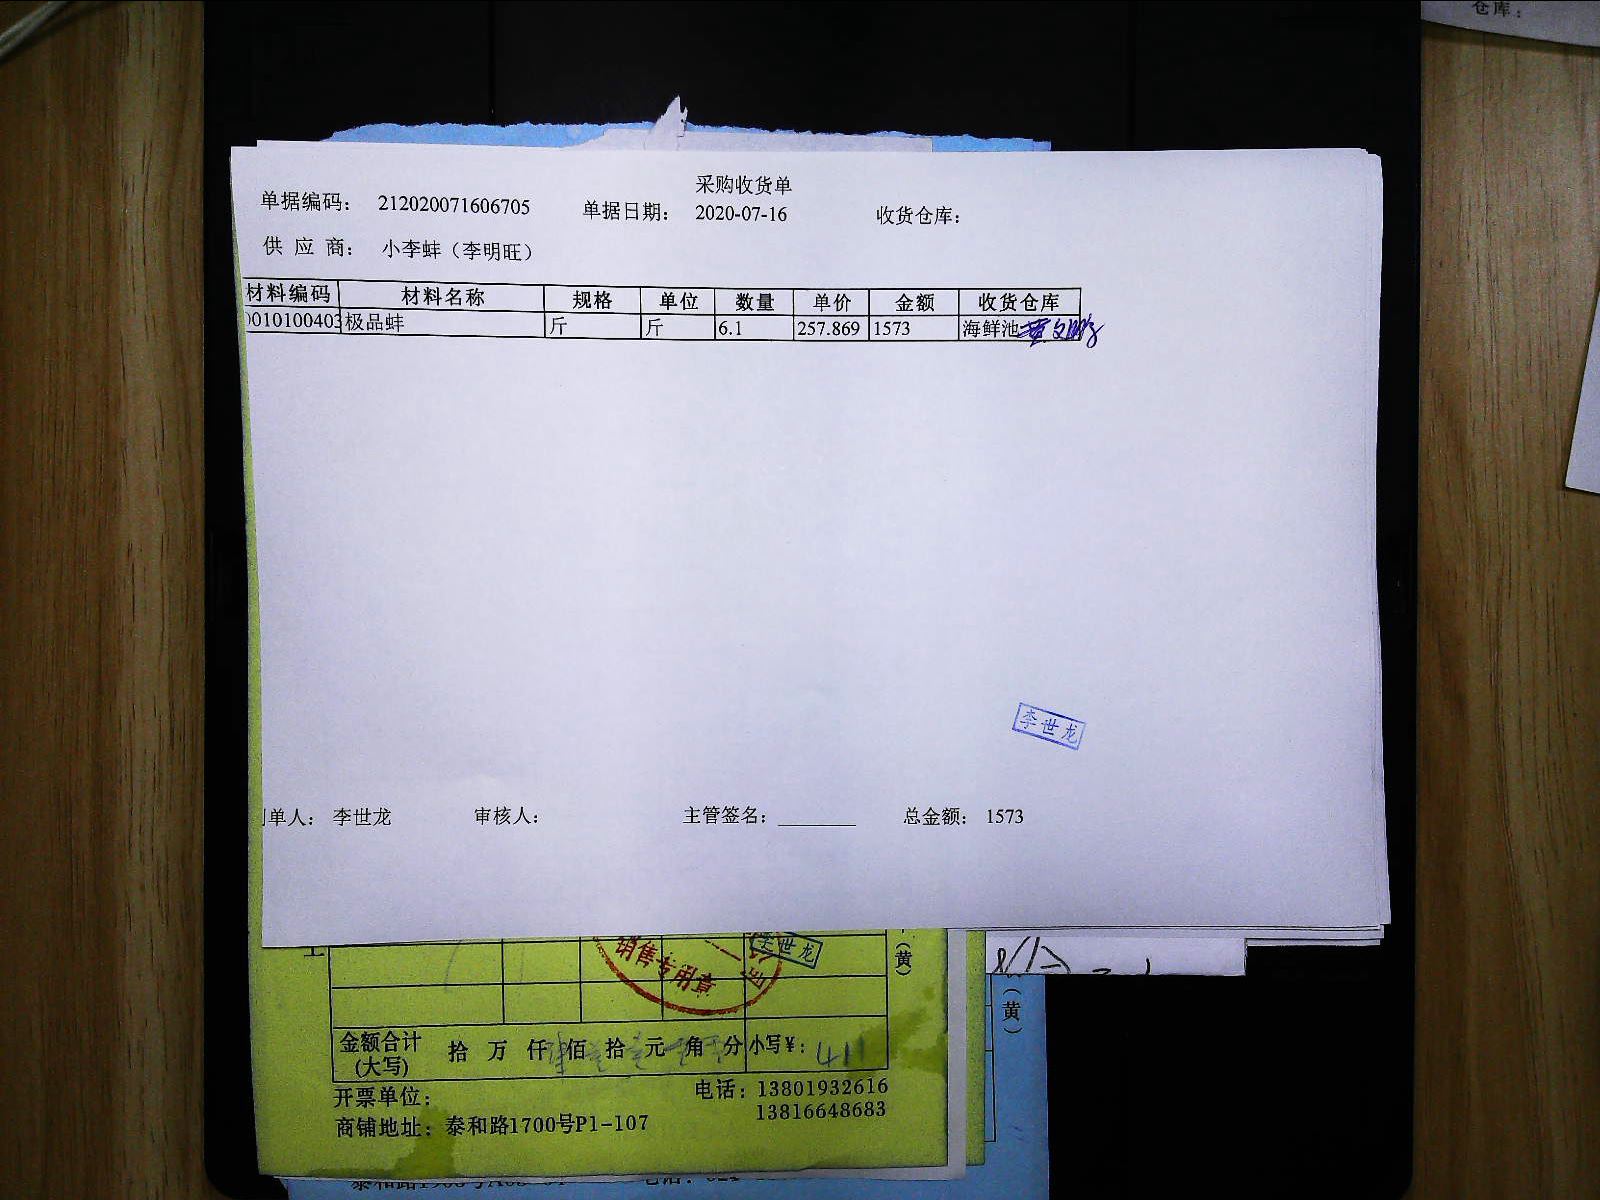 仓库：
采购收货单
单据编码： 212020071606705 单据日期： 2020-07-16 收货仓库：
供 应 商： 小李蚌（李明旺）
材料编码 材料名称 规格 单位 数量 单价 金额 收货仓库
0010100403 极品蚌 斤 斤 6.1 257.869 1573 海鲜池
李世龙
单人： 李世龙 审核人： 主管签名： 总金额： 1573
销售专用章
李世龙
（黄）
（黄）
金额合计 (大写) 拾 万 仟 佰 拾 元 角 分 小写¥： 411
开票单位：
电话：13801932616
13816648683
商铺地址：泰和路1700号P1-107